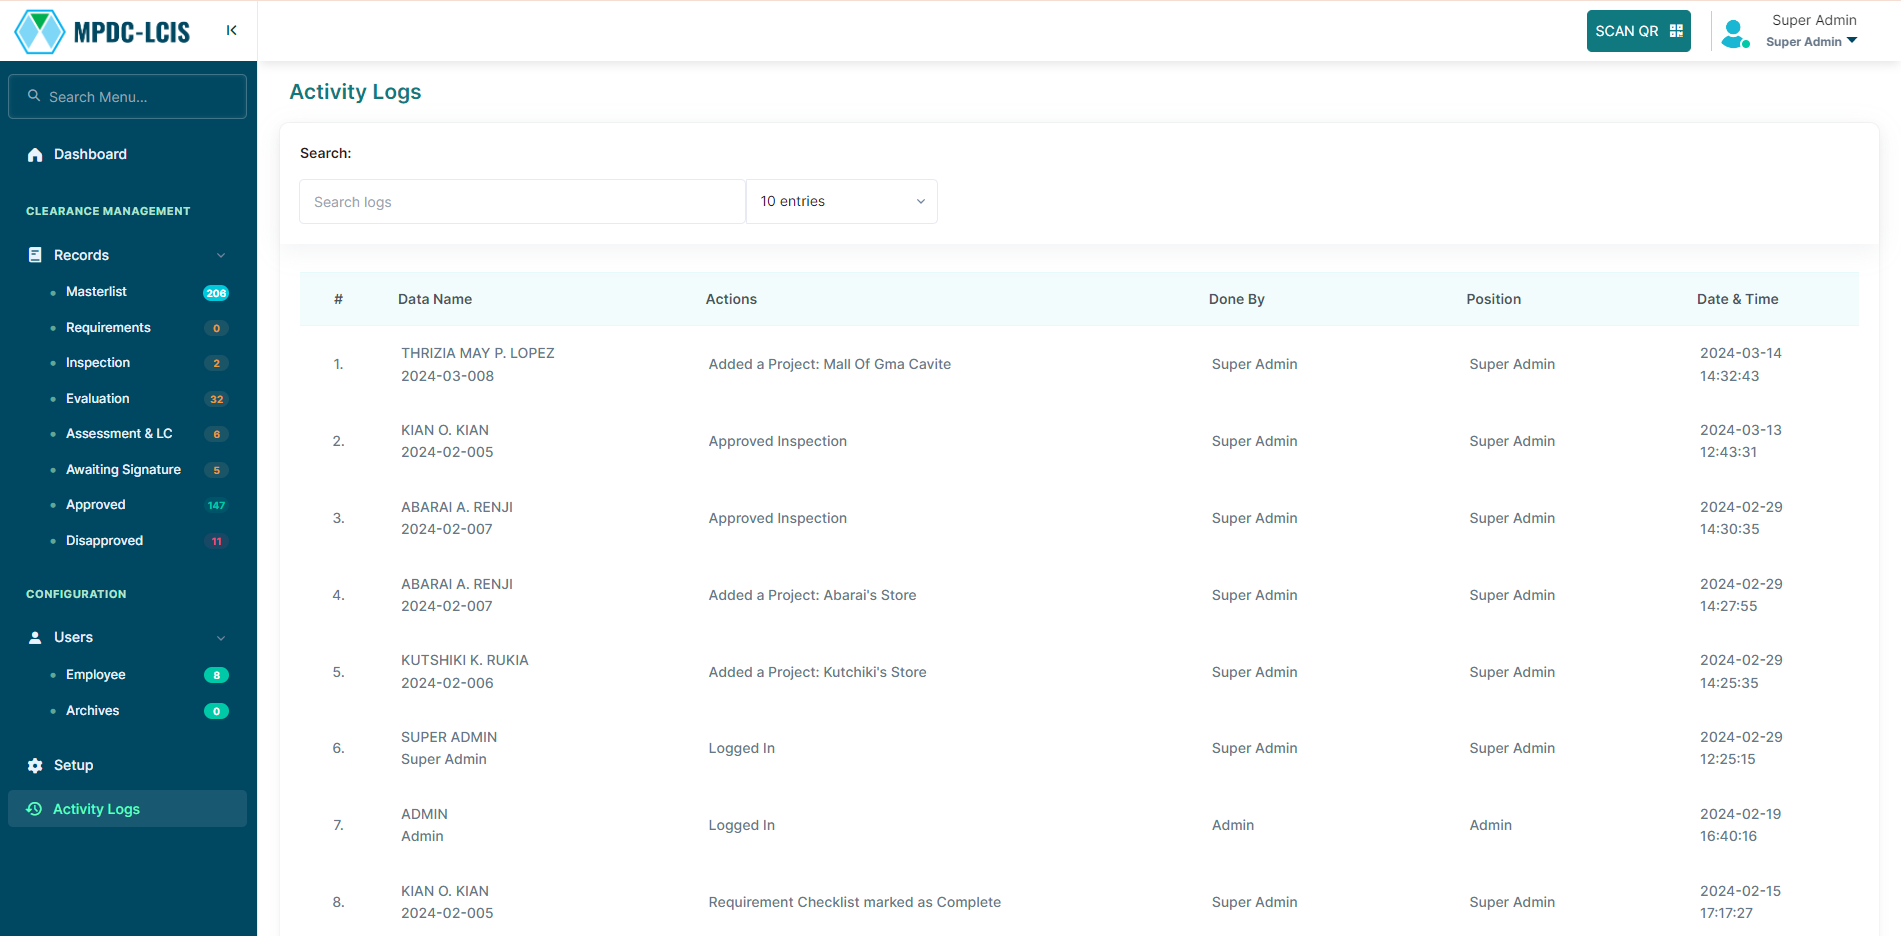 MPDC-LCIS
SCAN QR
Super Admin
Super Admin
Search Menu...
Dashboard
CLEARANCE MANAGEMENT
Records
Masterlist 206
Requirements 0
Inspection 2
Evaluation 32
Assessment & LC 6
Awaiting Signature 5
Approved 147
Disapproved 11
CONFIGURATION
Users
Employee 8
Archives 0
Setup
Activity Logs
Activity Logs
Search:
Search logs 10 entries
# Data Name Actions Done By Position Date & Time
1. THRIZIA MAY P. LOPEZ Added a Project: Mall Of Gma Cavite Super Admin Super Admin 2024-03-14
2024-03-008 14:32:43
2. KIAN O. KIAN Approved Inspection Super Admin Super Admin 2024-03-13
2024-02-005 12:43:31
3. ABARAI A. RENJI Approved Inspection Super Admin Super Admin 2024-02-29
2024-02-007 14:30:35
4. ABARAI A. RENJI Added a Project: Abarai's Store Super Admin Super Admin 2024-02-29
2024-02-007 14:27:55
5. KUTSHIKI K. RUKIA Added a Project: Kutchiki's Store Super Admin Super Admin 2024-02-29
2024-02-006 14:25:35
6. SUPER ADMIN Logged In Super Admin Super Admin 2024-02-29
Super Admin 12:25:15
7. ADMIN Logged In Admin Admin 2024-02-19
Admin 16:40:16
8. KIAN O. KIAN Requirement Checklist marked as Complete Super Admin Super Admin 2024-02-15
2024-02-005 17:17:27